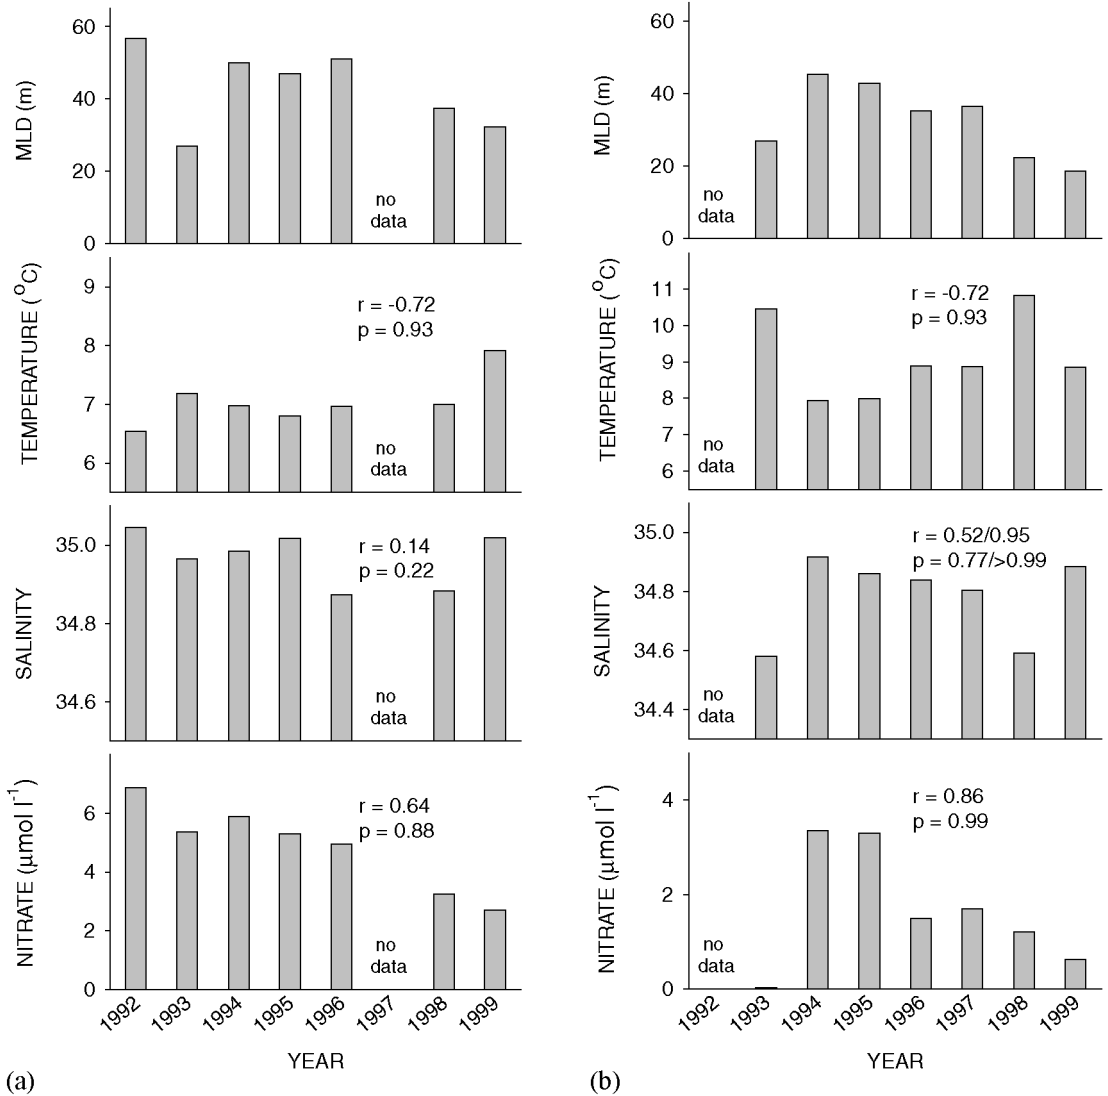 60
40
20
0
MLD (m)
no
data
9
8
7
6
TEMPERATURE (°C)
r = -0.72
p = 0.93
no
data
35.0
34.8
34.6
SALINITY
r = 0.14
p = 0.22
no
data
6
4
2
0
NITRATE (µmol l⁻¹)
r = 0.64
p = 0.88
no
data
1992
1993
1994
1995
1996
1997
1998
1999
YEAR
(a)
60
40
20
0
MLD (m)
no
data
11
10
9
8
7
6
TEMPERATURE (°C)
r = -0.72
p = 0.93
no
data
35.0
34.8
34.6
34.4
SALINITY
r = 0.52/0.95
p = 0.77/>0.99
no
data
4
2
0
NITRATE (µmol l⁻¹)
r = 0.86
p = 0.99
no
data
1992
1993
1994
1995
1996
1997
1998
1999
YEAR
(b)